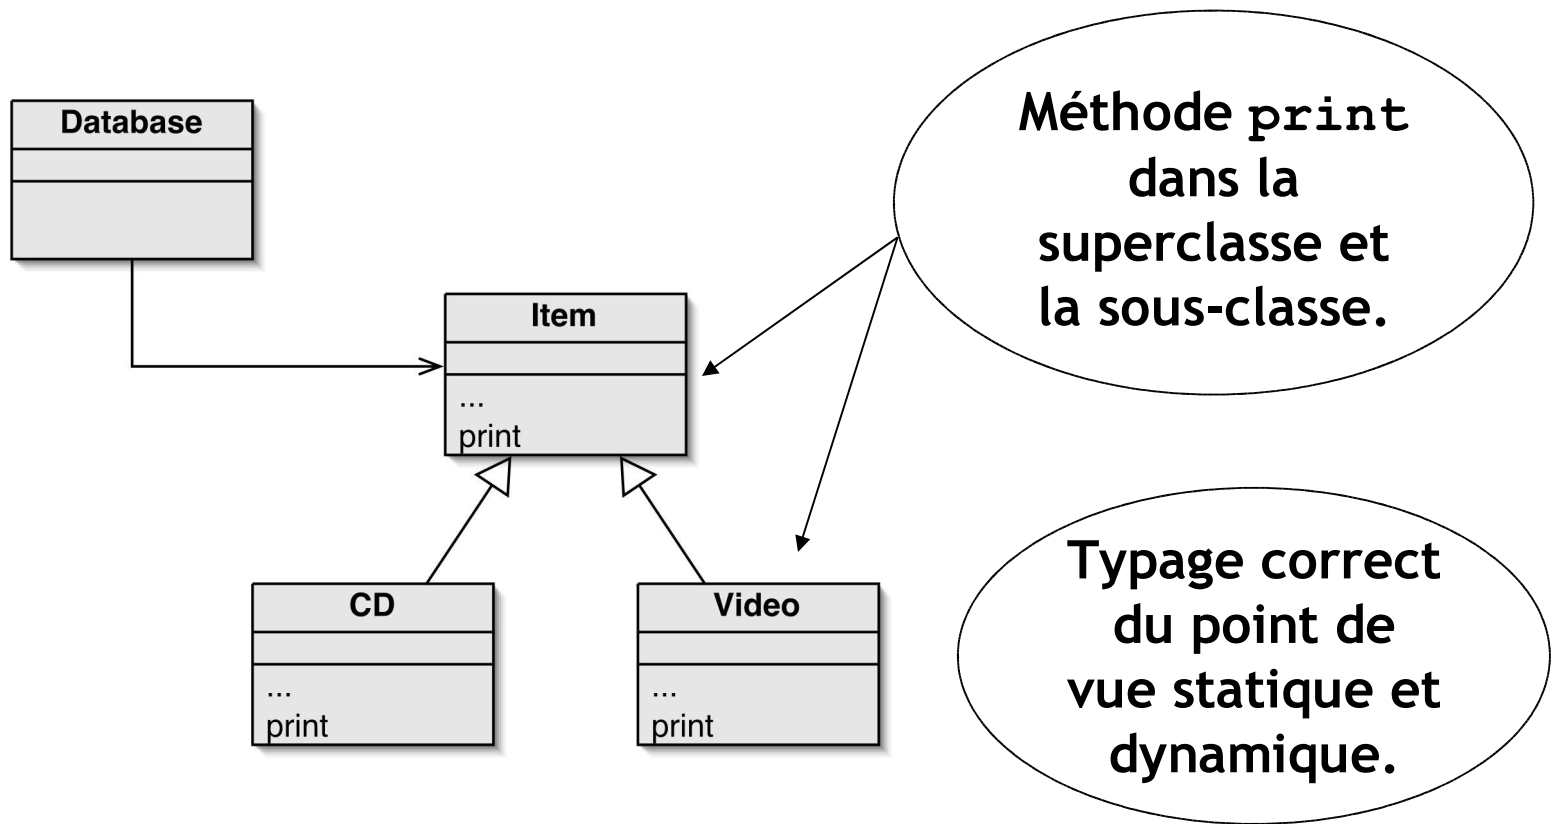 Database
Item
...
print
CD
...
print
Video
...
print
Méthode print
dans la
superclasse et
la sous-classe.
Typage correct
du point de
vue statique et
dynamique.